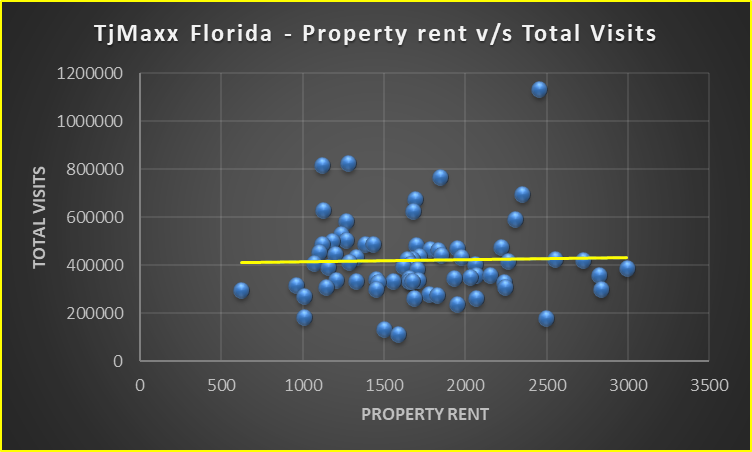 TjMaxx Florida - Property rent v/s Total Visits
1200000
1000000
800000
600000
400000
200000
0
TOTAL VISITS
0 500 1000 1500 2000 2500 3000 3500
PROPERTY RENT